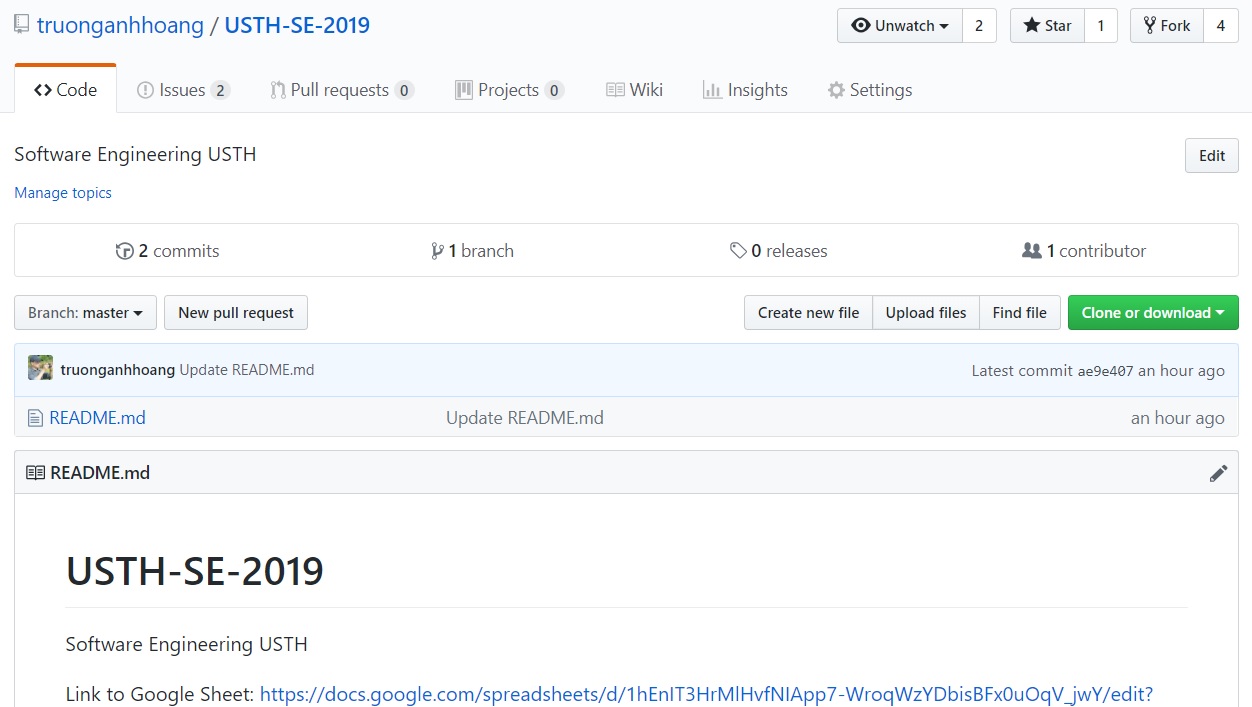 truonganhhoang / USTH-SE-2019
Unwatch 2 Star 1 Fork 4
Code Issues 2 Pull requests 0 Projects 0 Wiki Insights Settings
Software Engineering USTH
Edit
Manage topics
2 commits 1 branch 0 releases 1 contributor
Branch: master New pull request Create new file Upload files Find file Clone or download
truonganhhoang Update README.md Latest commit ae9e407 an hour ago
README.md Update README.md an hour ago
README.md
USTH-SE-2019
Software Engineering USTH
Link to Google Sheet: https://docs.google.com/spreadsheets/d/1hEnIT3HrMlHvfNIApp7-WroqWzYDbisBFx0uOqV_jwY/edit?